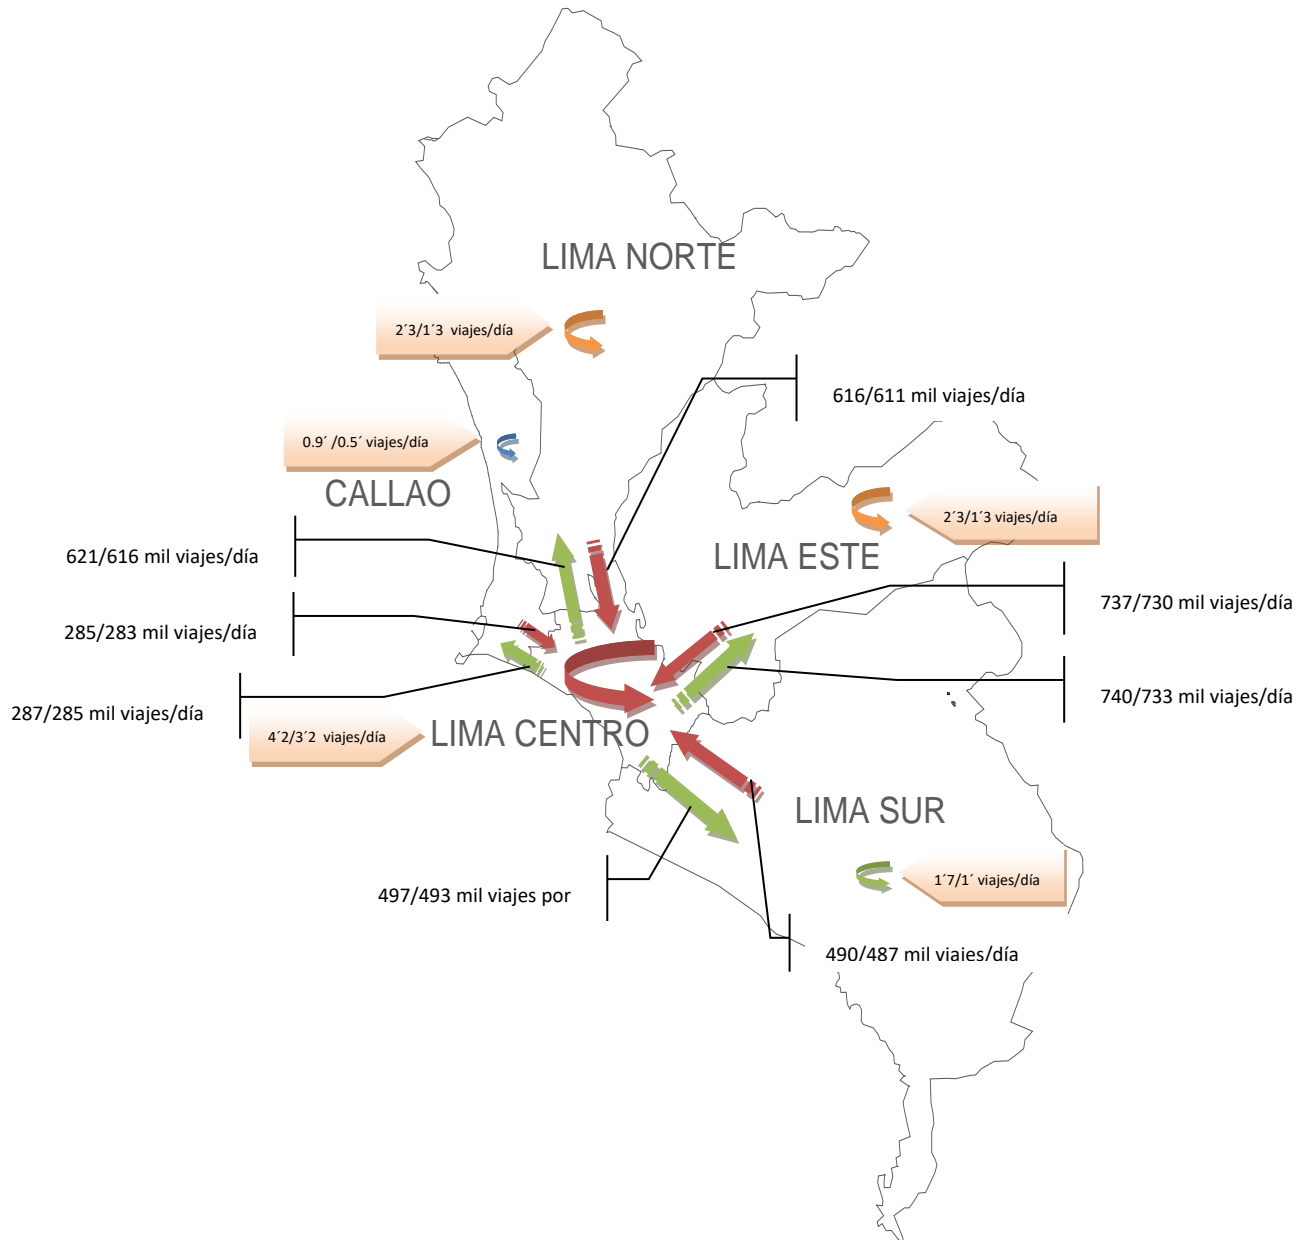 LIMA NORTE
2´3/1´3 viajes/día
616/611 mil viajes/día
0.9´ /0.5´ viajes/día
CALLAO
2´3/1´3 viajes/día
LIMA ESTE
621/616 mil viajes/día
737/730 mil viajes/día
285/283 mil viajes/día
740/733 mil viajes/día
287/285 mil viajes/día
4´2/3´2 viajes/día
LIMA CENTRO
LIMA SUR
1´7/1´ viajes/día
497/493 mil viajes por
490/487 mil viaies/día